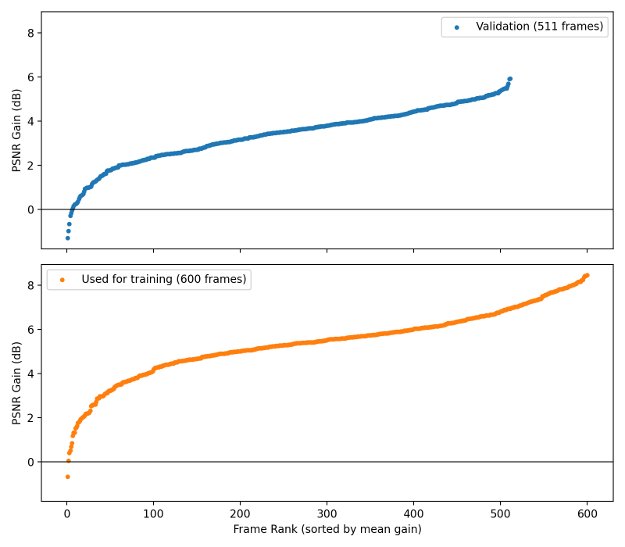 Validation (511 frames)
8
6
4
2
0
PSNR Gain (dB)
Used for training (600 frames)
8
6
4
2
0
PSNR Gain (dB)
0 100 200 300 400 500 600
Frame Rank (sorted by mean gain)